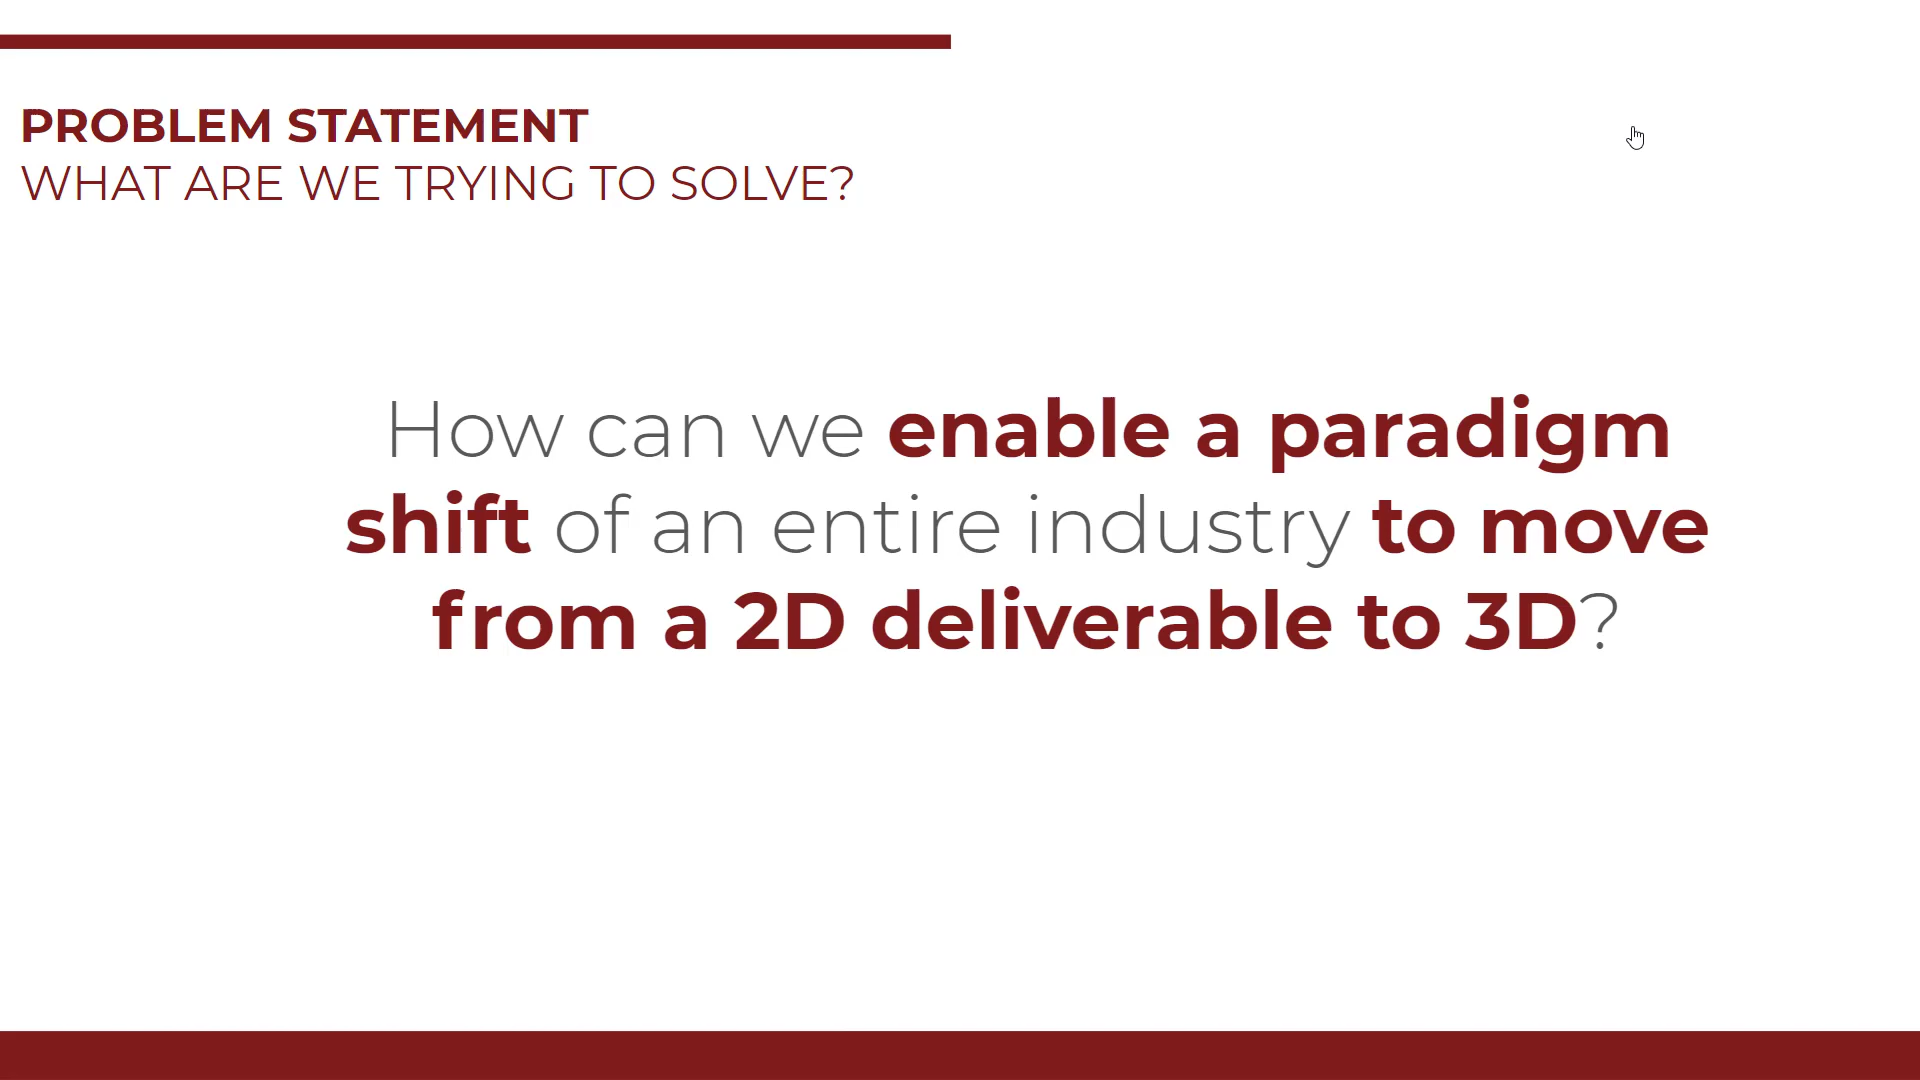 PROBLEM STATEMENT
WHAT ARE WE TRYING TO SOLVE?
How can we enable a paradigm
shift of an entire industry to move
from a 2D deliverable to 3D?